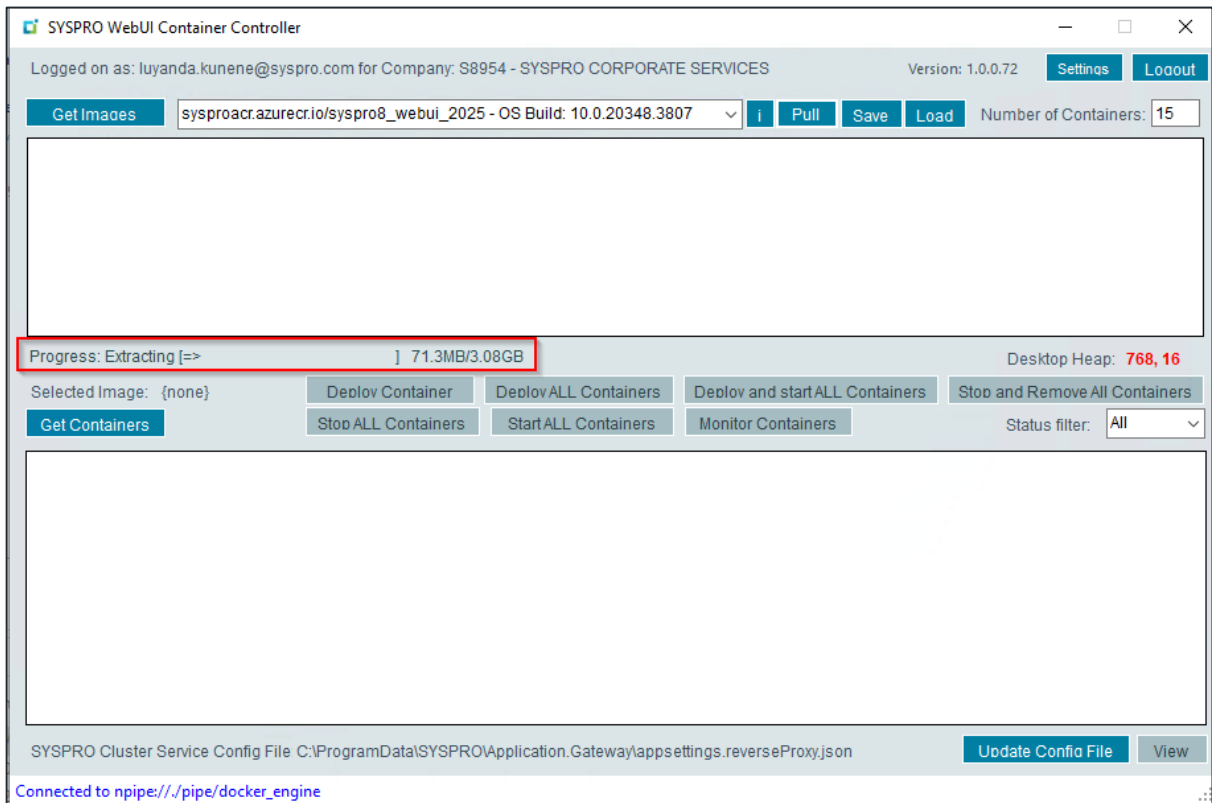 SYSPRO WebUI Container Controller
Logged on as: luyanda.kunene@syspro.com for Company: S8954 - SYSPRO CORPORATE SERVICES Version: 1.0.0.72 Settings Logout
Get Images sysproacr.azurecr.io/syspro8_webui_2025 - OS Build: 10.0.20348.3807 i Pull Save Load Number of Containers: 15
Progress: Extracting [=> ] 71.3MB/3.08GB Desktop Heap: 768, 16
Selected Image: {none} Deploy Container Deploy ALL Containers Deploy and start ALL Containers Stop and Remove All Containers
Get Containers Stop ALL Containers Start ALL Containers Monitor Containers Status filter: All
SYSPRO Cluster Service Config File C:\ProgramData\SYSPRO\Application.Gateway\appsettings.reverseProxy.json Update Config File View
Connected to npipe://./pipe/docker_engine